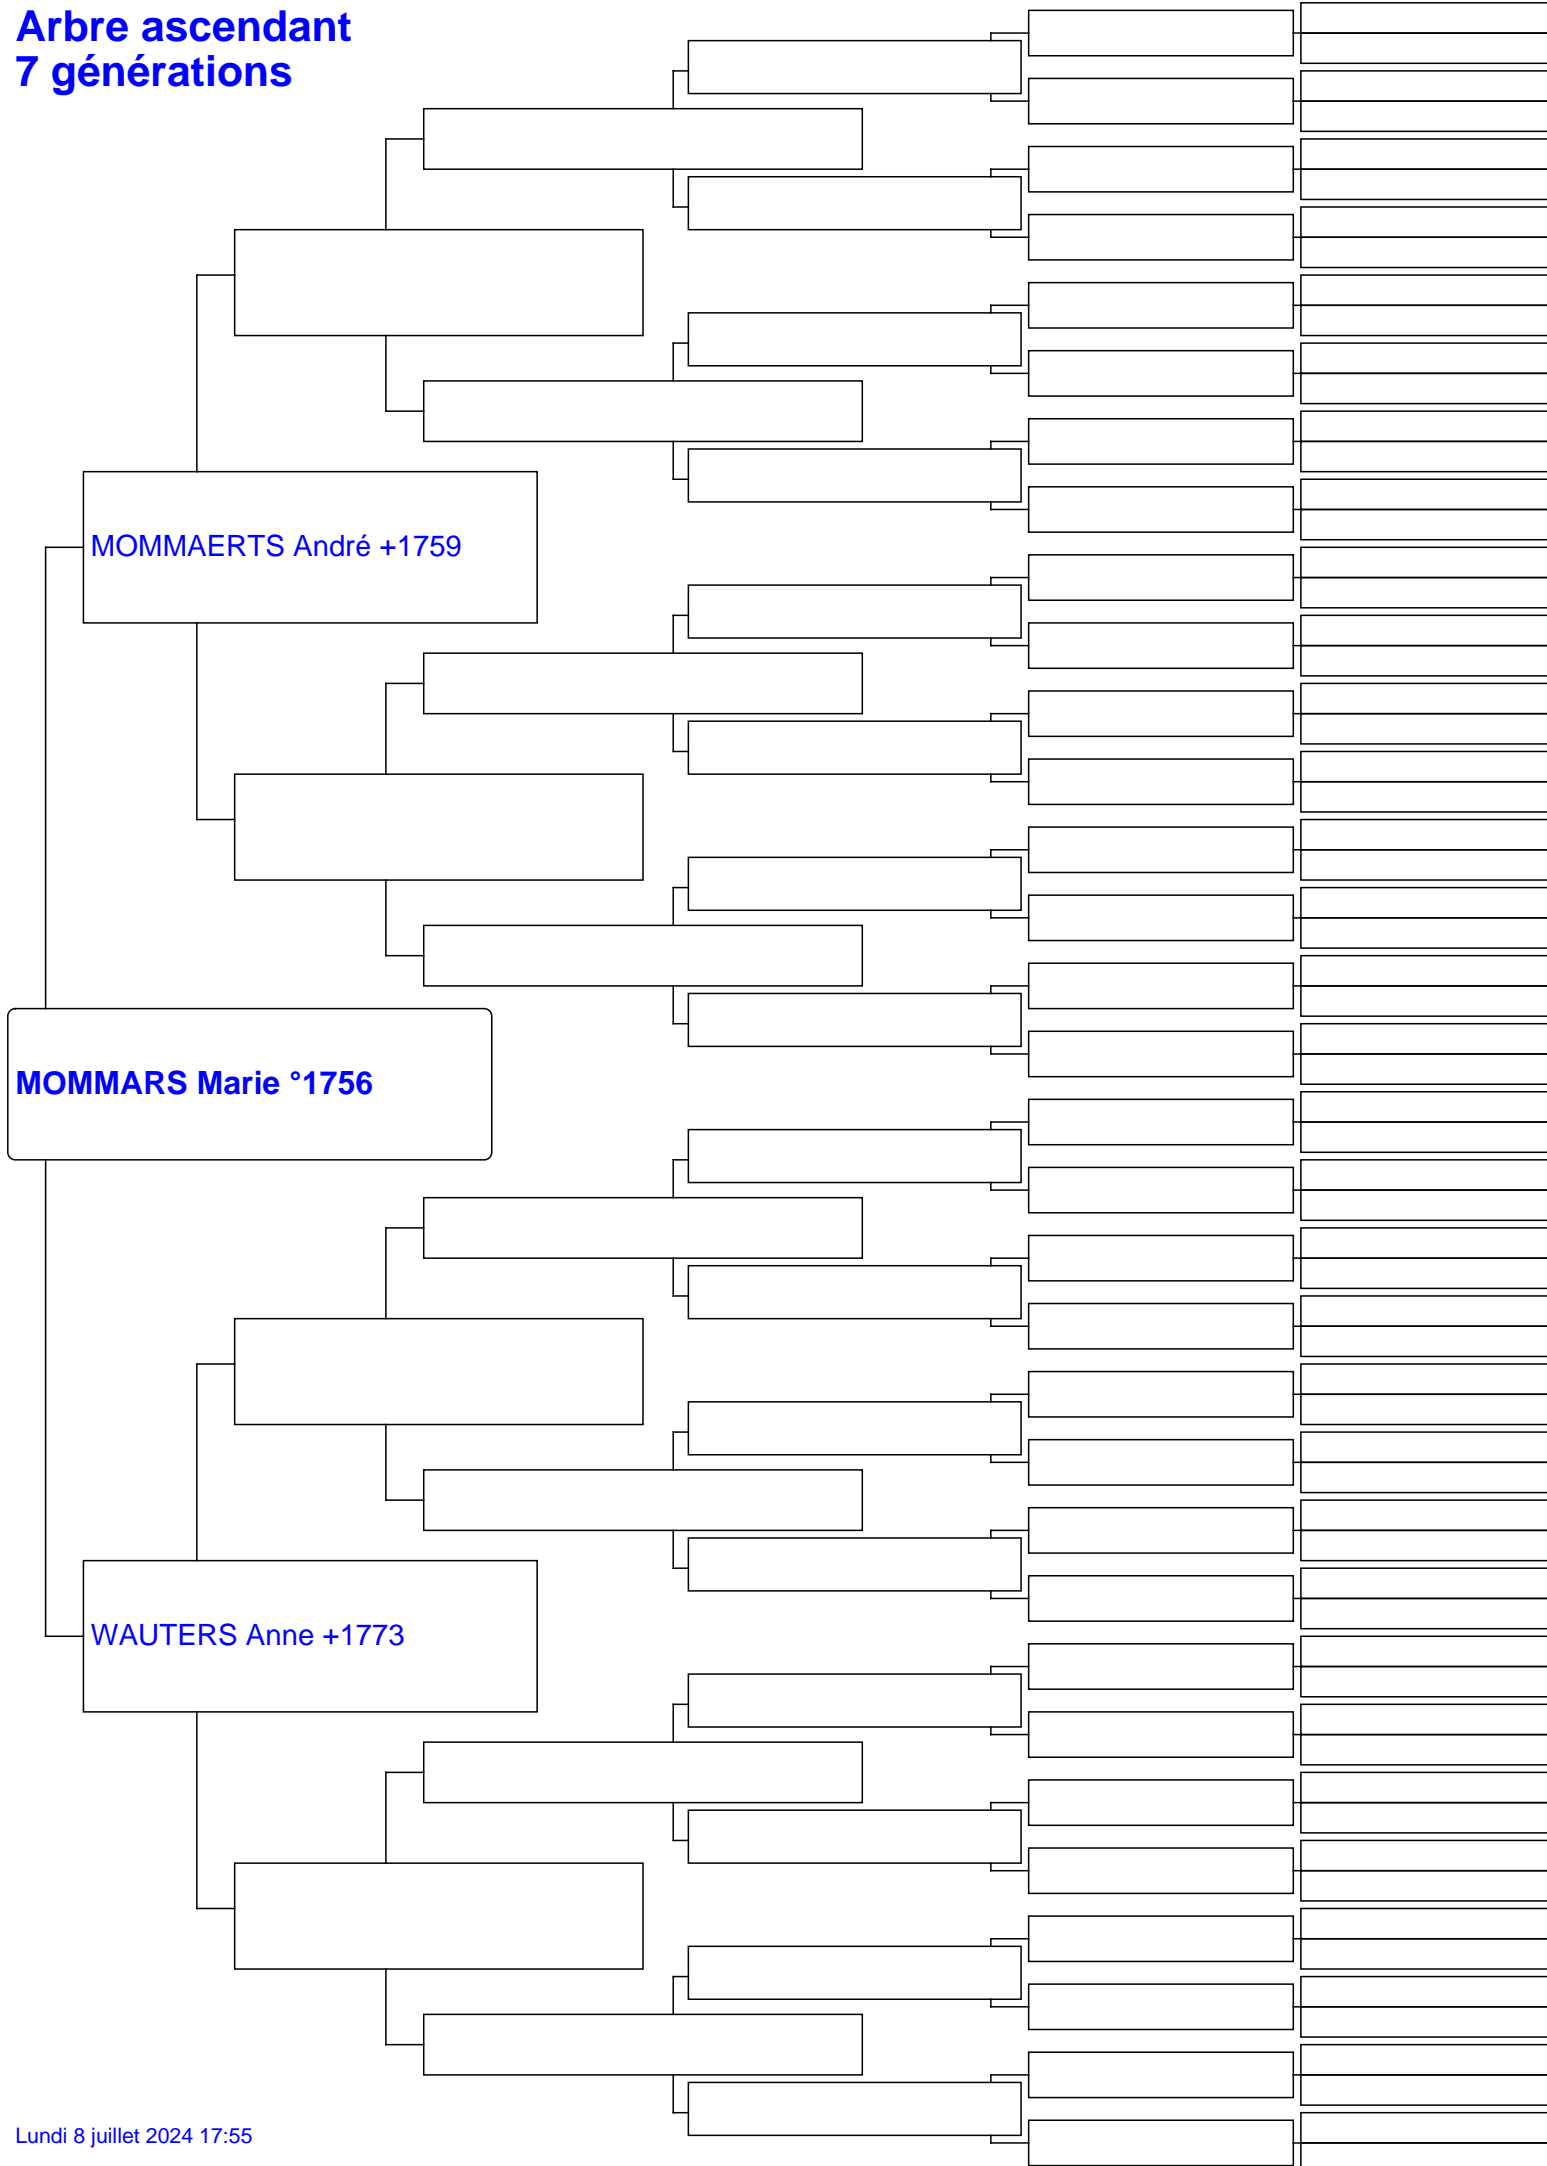 Arbre ascendant
7 générations
MOMMAERTS André +1759
MOMMARS Marie °1756
WAUTERS Anne +1773
Lundi 8 juillet 2024 17:55